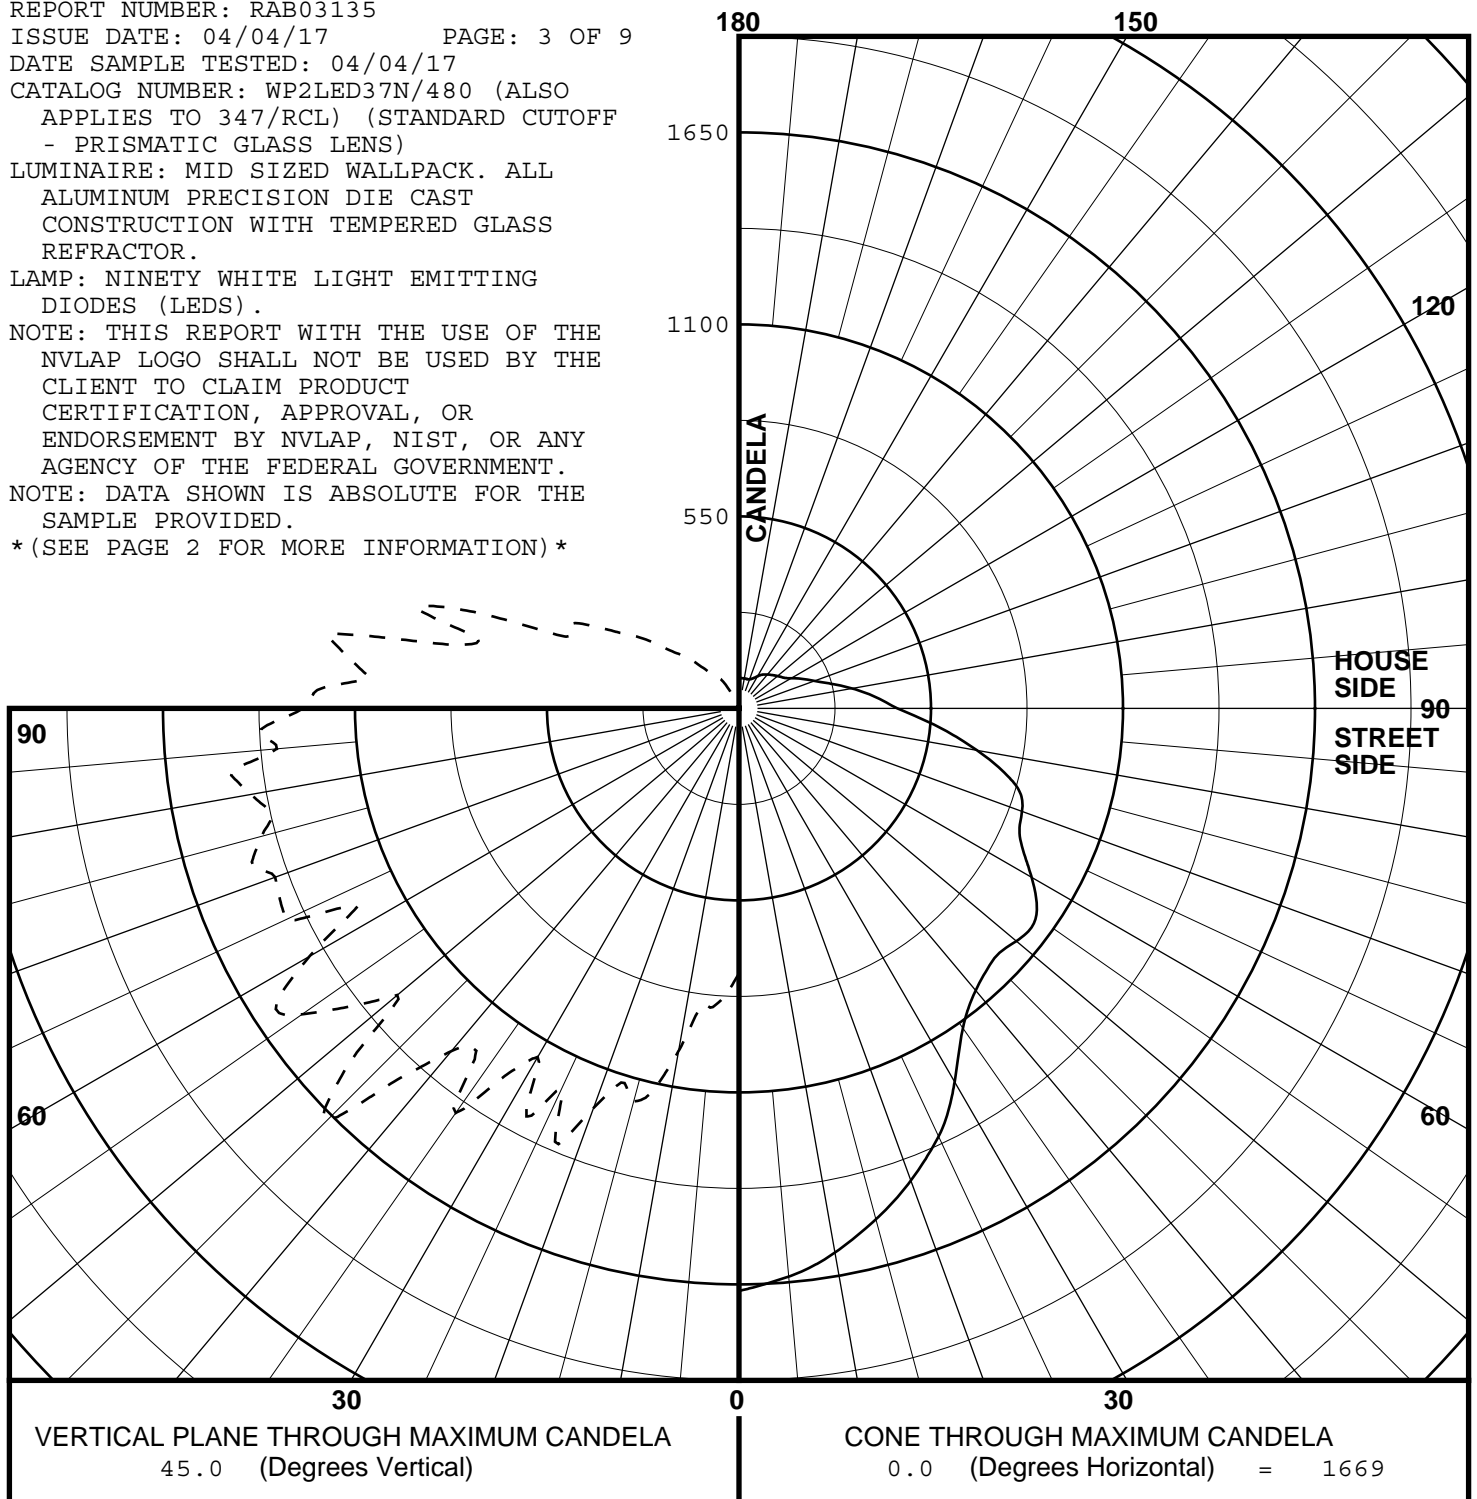 REPORT NUMBER: RAB03135
ISSUE DATE: 04/04/17 PAGE: 3 OF 9
DATE SAMPLE TESTED: 04/04/17
CATALOG NUMBER: WP2LED37N/480 (ALSO
APPLIES TO 347/RCL) (STANDARD CUTOFF
- PRISMATIC GLASS LENS)
LUMINAIRE: MID SIZED WALLPACK. ALL
ALUMINUM PRECISION DIE CAST
CONSTRUCTION WITH TEMPERED GLASS
REFRACTOR.
LAMP: NINETY WHITE LIGHT EMITTING
DIODES (LEDS).
NOTE: THIS REPORT WITH THE USE OF THE
NVLAP LOGO SHALL NOT BE USED BY THE
CLIENT TO CLAIM PRODUCT
CERTIFICATION, APPROVAL, OR
ENDORSEMENT BY NVLAP, NIST, OR ANY
AGENCY OF THE FEDERAL GOVERNMENT.
NOTE: DATA SHOWN IS ABSOLUTE FOR THE
SAMPLE PROVIDED.
*(SEE PAGE 2 FOR MORE INFORMATION)*
180
150
1650
120
1100
CANDELA
550
HOUSE
SIDE
90
STREET
SIDE
90
60
60
30
0
30
VERTICAL PLANE THROUGH MAXIMUM CANDELA
45.0 (Degrees Vertical)
CONE THROUGH MAXIMUM CANDELA
0.0 (Degrees Horizontal) = 1669